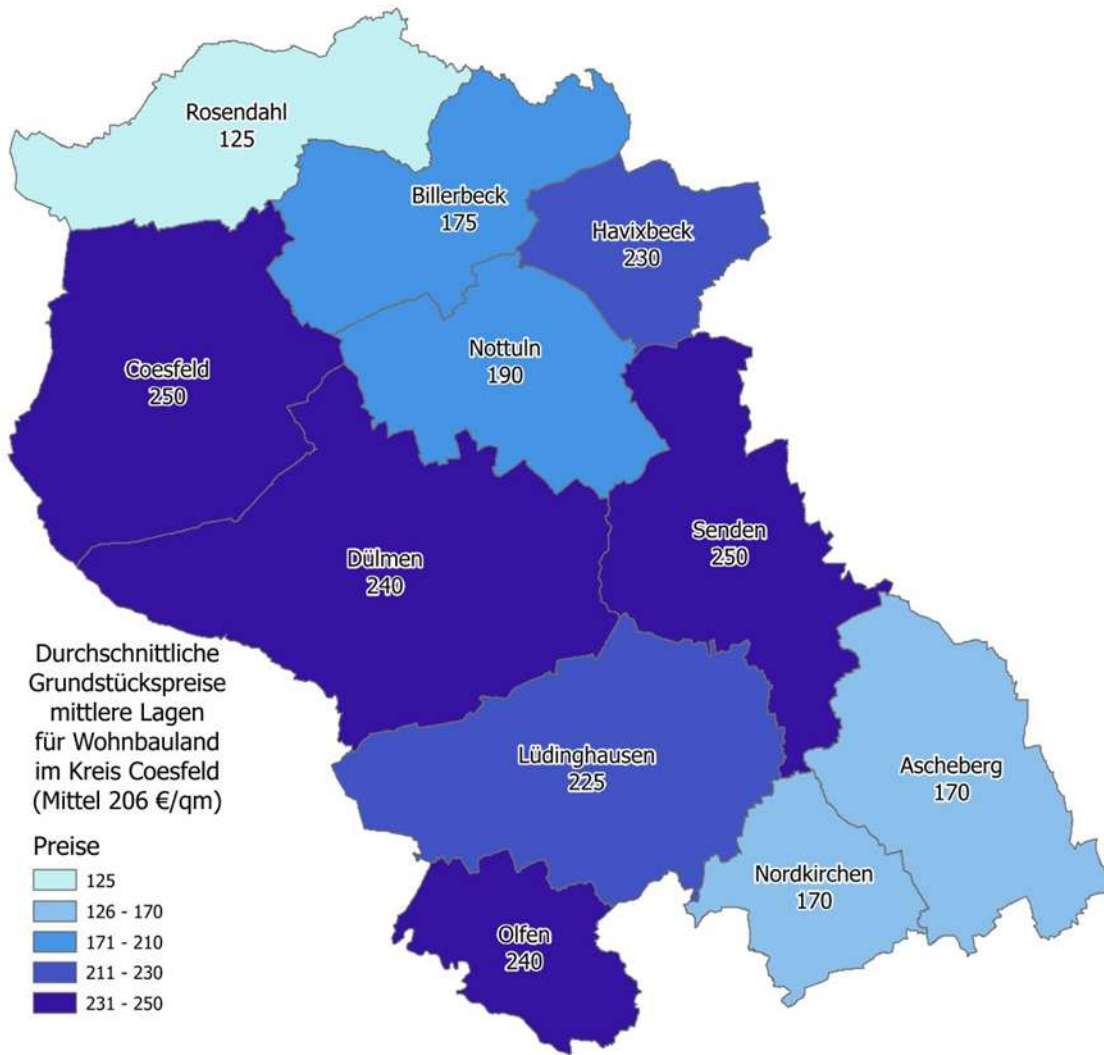 Rosendahl
125
Billerbeck
175
Havixbeck
230
Coesfeld
250
Nottuln
190
Dülmen
240
Senden
250
Lüdinghausen
225
Ascheberg
170
Nordkirchen
170
Olfen
240
Durchschnittliche
Grundstückspreise
mittlere Lagen
für Wohnbauland
im Kreis Coesfeld
(Mittel 206 €/qm)
Preise
125
126 - 170
171 - 210
211 - 230
231 - 250